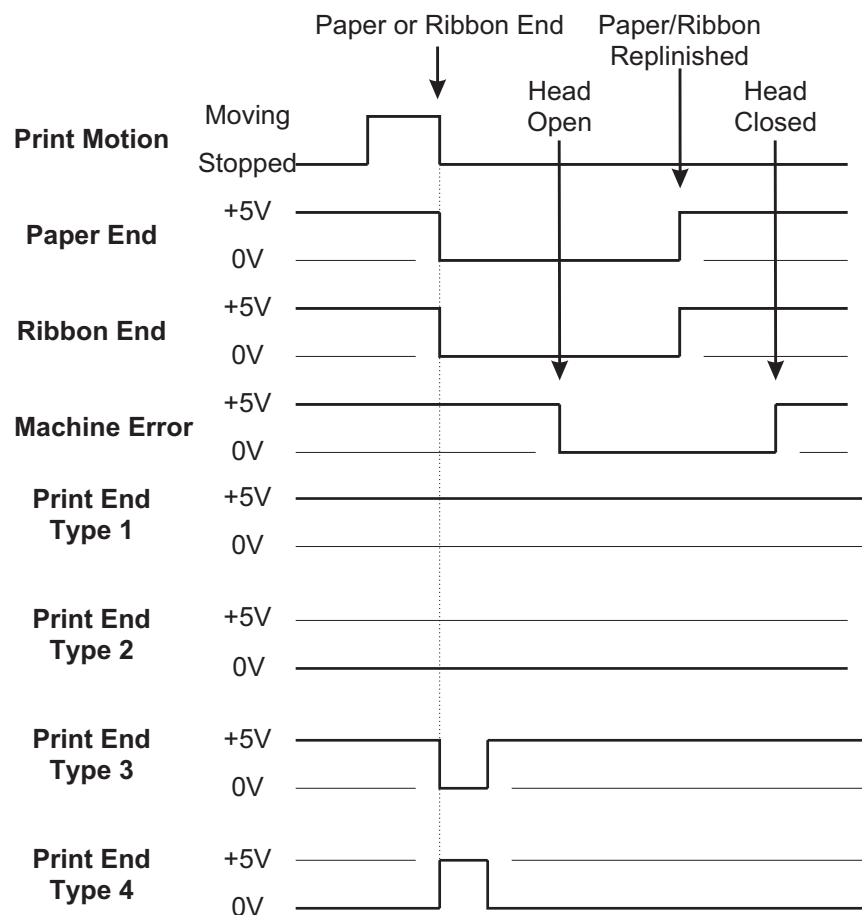 Paper or Ribbon End
Paper/Ribbon
Replinished
Head
Open
Head
Closed
Print Motion
Moving
Stopped
Paper End
+5V
0V
Ribbon End
+5V
0V
Machine Error
+5V
0V
Print End
Type 1
+5V
0V
Print End
Type 2
+5V
0V
Print End
Type 3
+5V
0V
Print End
Type 4
+5V
0V